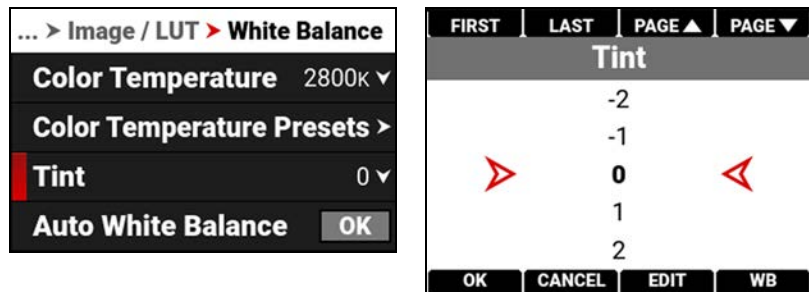 ... > Image / LUT > White Balance
Color Temperature 2800K
Color Temperature Presets >
Tint 0
Auto White Balance OK
FIRST LAST PAGE▲ PAGE▼
Tint
-2
-1
0
1
2
OK CANCEL EDIT WB